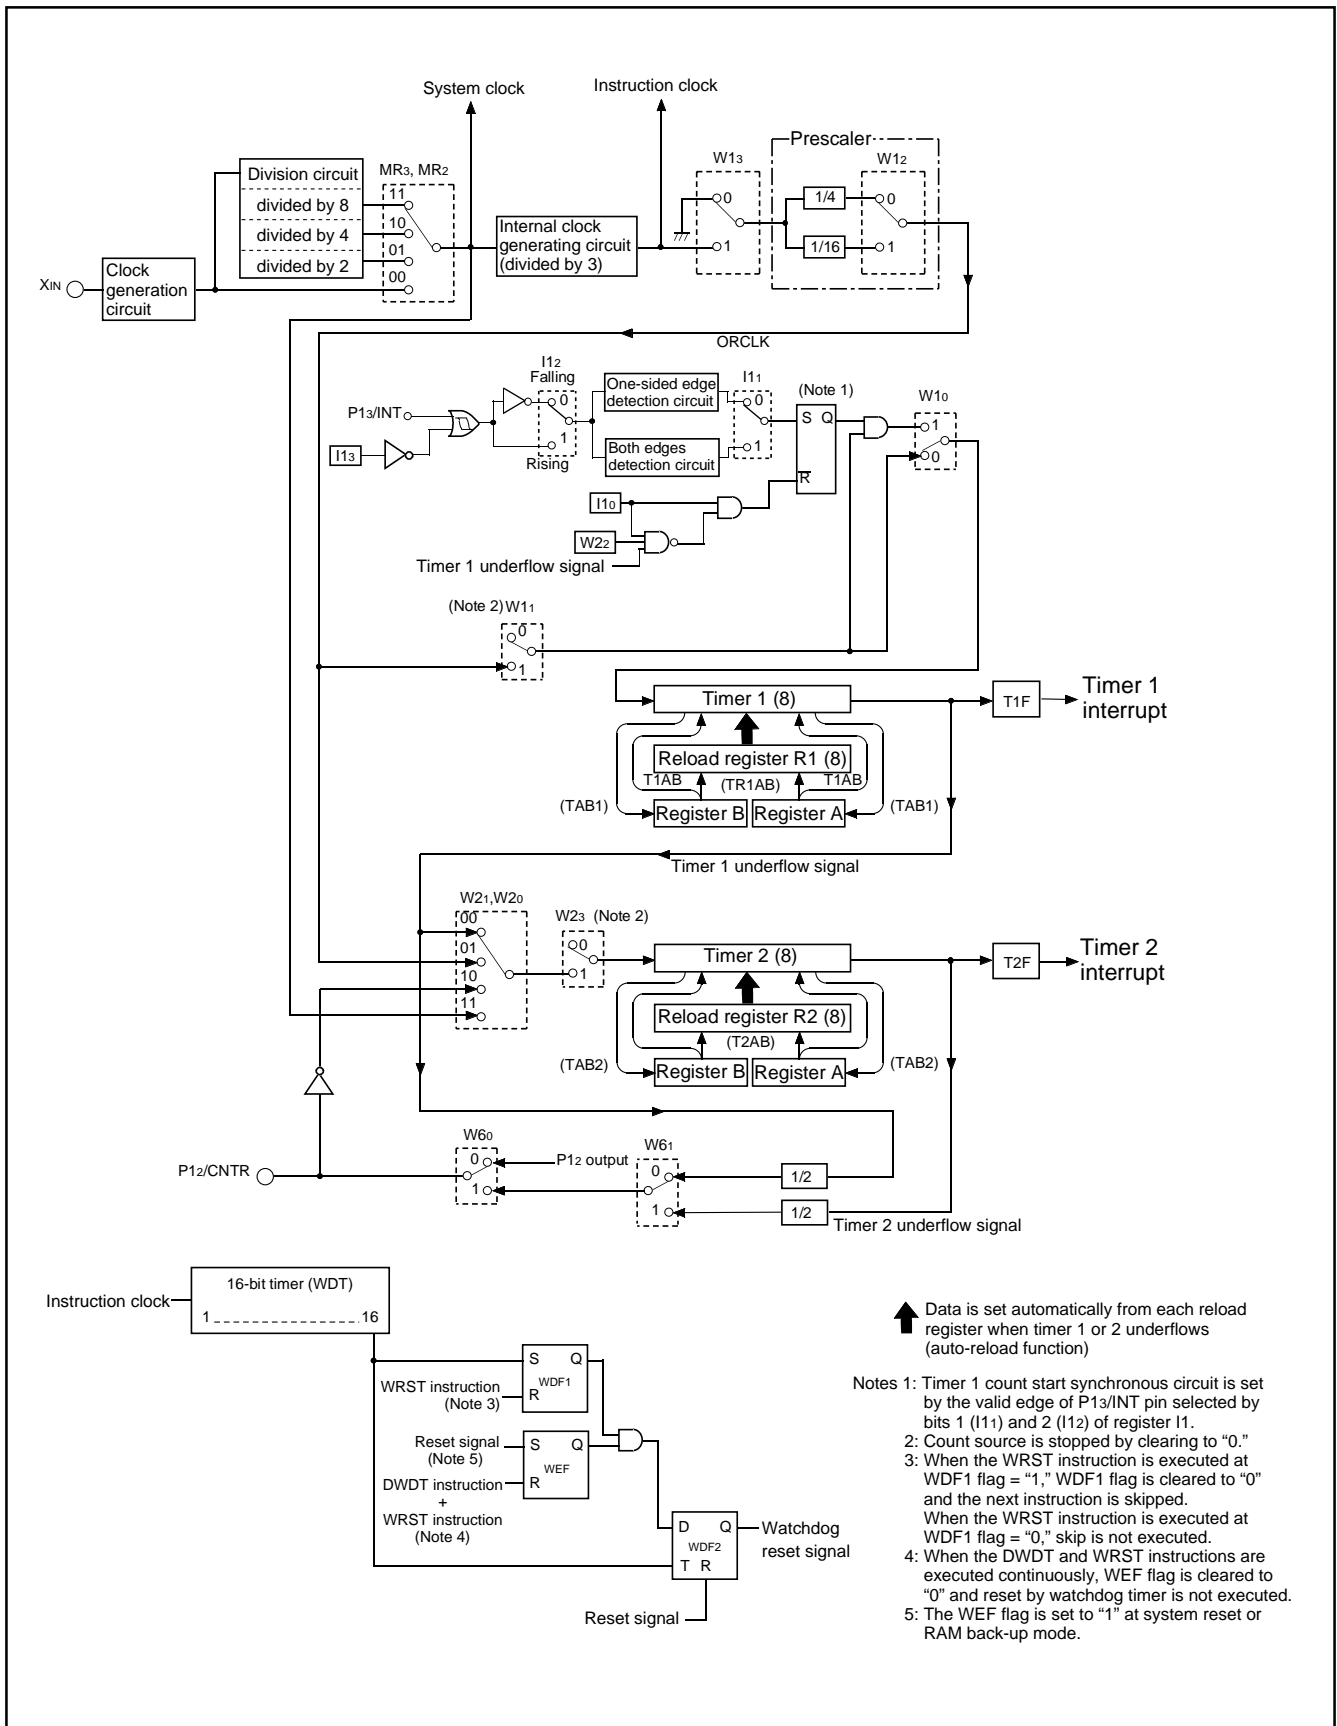 System clock
Instruction clock
Prescaler
W13
W12
Division circuit
divided by 8
divided by 4
divided by 2
MR3, MR2
11
10
01
00
Internal clock
generating circuit
(divided by 3)
0
1
1/4
1/16
0
1
XIN
Clock
generation
circuit
ORCLK
I12
Falling
0
1
Rising
P13/INT
I13
One-sided edge
detection circuit
Both edges
detection circuit
I11
0
1
(Note 1)
S Q
R
W10
1
0
I10
W22
Timer 1 underflow signal
(Note 2) W11
0
1
Timer 1 (8)
T1F
Timer 1
interrupt
Reload register R1 (8)
T1AB
(TR1AB)
T1AB
(TAB1)
Register B
Register A
(TAB1)
Timer 1 underflow signal
W21,W20
00
01
10
11
W23 (Note 2)
0
1
Timer 2 (8)
T2F
Timer 2
interrupt
Reload register R2 (8)
(T2AB)
(TAB2)
Register B
Register A
(TAB2)
P12/CNTR
W60
0
1
P12 output
W61
0
1
1/2
1/2
Timer 2 underflow signal
Instruction clock
16-bit timer (WDT)
1 16
S Q
WDF1
R
WRST instruction
(Note 3)
Reset signal
(Note 5)
S Q
WEF
R
DWDT instruction
+
WRST instruction
(Note 4)
D Q
WDF2
T R
Watchdog
reset signal
Reset signal
Data is set automatically from each reload
register when timer 1 or 2 underflows
(auto-reload function)
Notes 1: Timer 1 count start synchronous circuit is set
by the valid edge of P13/INT pin selected by
bits 1 (I11) and 2 (I12) of register I1.
2: Count source is stopped by clearing to “0.”
3: When the WRST instruction is executed at
WDF1 flag = “1,” WDF1 flag is cleared to “0”
and the next instruction is skipped.
When the WRST instruction is executed at
WDF1 flag = “0,” skip is not executed.
4: When the DWDT and WRST instructions are
executed continuously, WEF flag is cleared to
“0” and reset by watchdog timer is not executed.
5: The WEF flag is set to “1” at system reset or
RAM back-up mode.